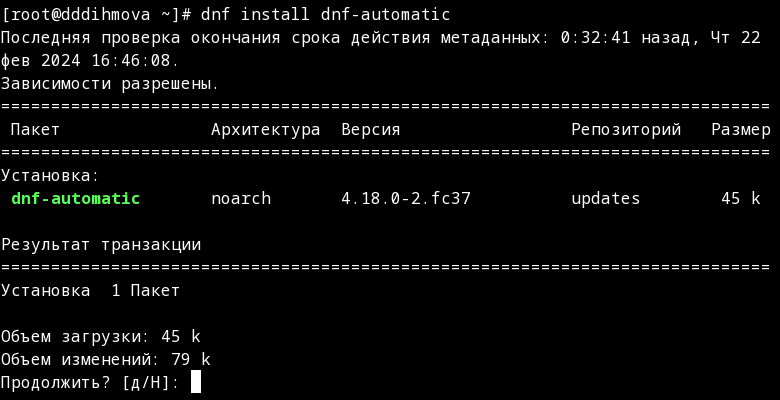 [root@dddihmova ~]# dnf install dnf-automatic
Последняя проверка окончания срока действия метаданных: 0:32:41 назад, Чт 22
фев 2024 16:46:08.
Зависимости разрешены.
=============================================================================
Пакет Архитектура Версия Репозиторий Размер
=============================================================================
Установка:
dnf-automatic noarch 4.18.0-2.fc37 updates 45 k
Результат транзакции
=============================================================================
Установка 1 Пакет
Объем загрузки: 45 k
Объем изменений: 79 k
Продолжить? [д/Н]: